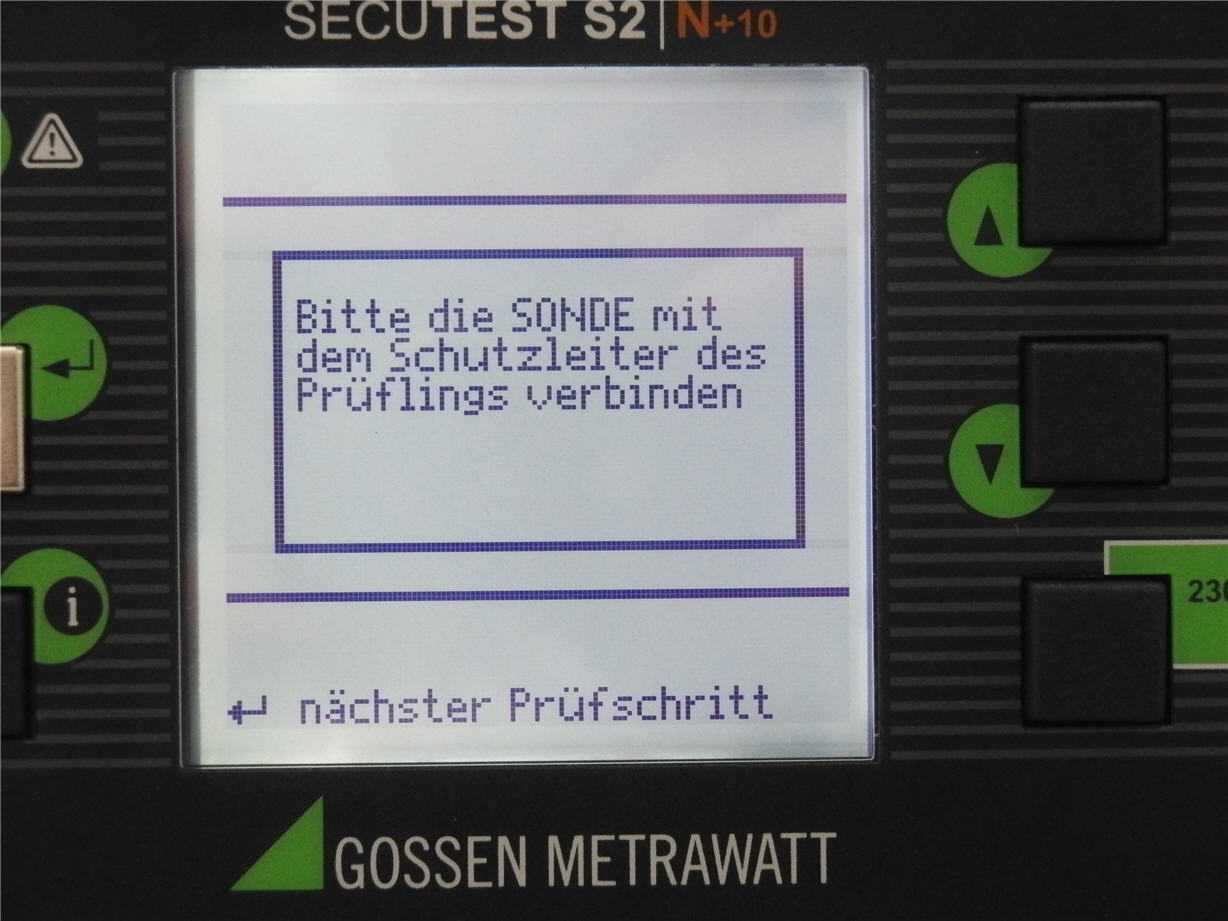 SECUTEST S2 | N+10
Bitte die SONDE mit
dem Schutzleiter des
Prüflings verbinden
i
↵ nächster Prüfschritt
GOSSEN METRAWATT